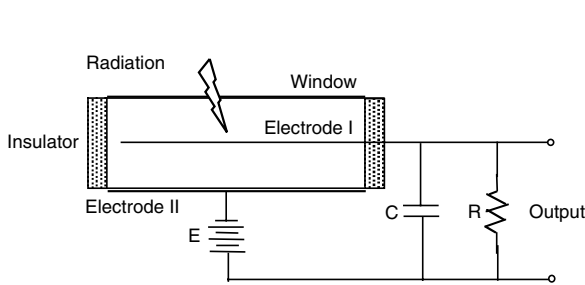 Radiation
Window
Insulator
Electrode I
Electrode II
E
C
R
Output